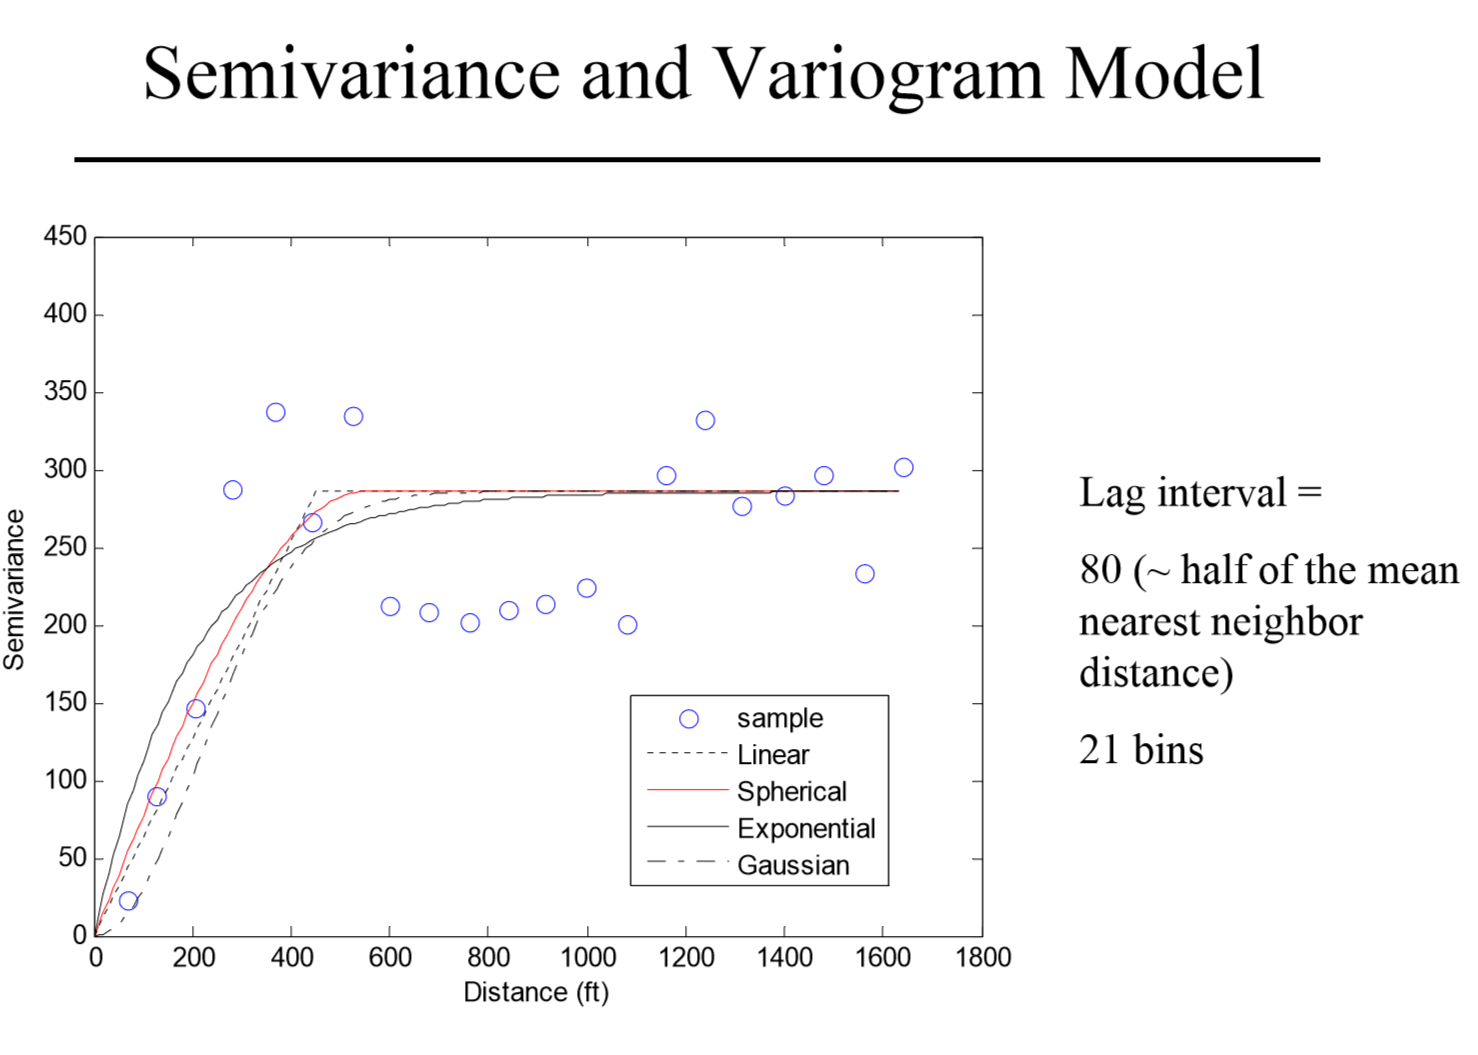 Semivariance and Variogram Model
450
400
350
300
250
200
150
100
50
0
Semivariance
0 200 400 600 800 1000 1200 1400 1600 1800
Distance (ft)
sample
Linear
Spherical
Exponential
Gaussian
Lag interval =
80 (~ half of the mean
nearest neighbor
distance)
21 bins